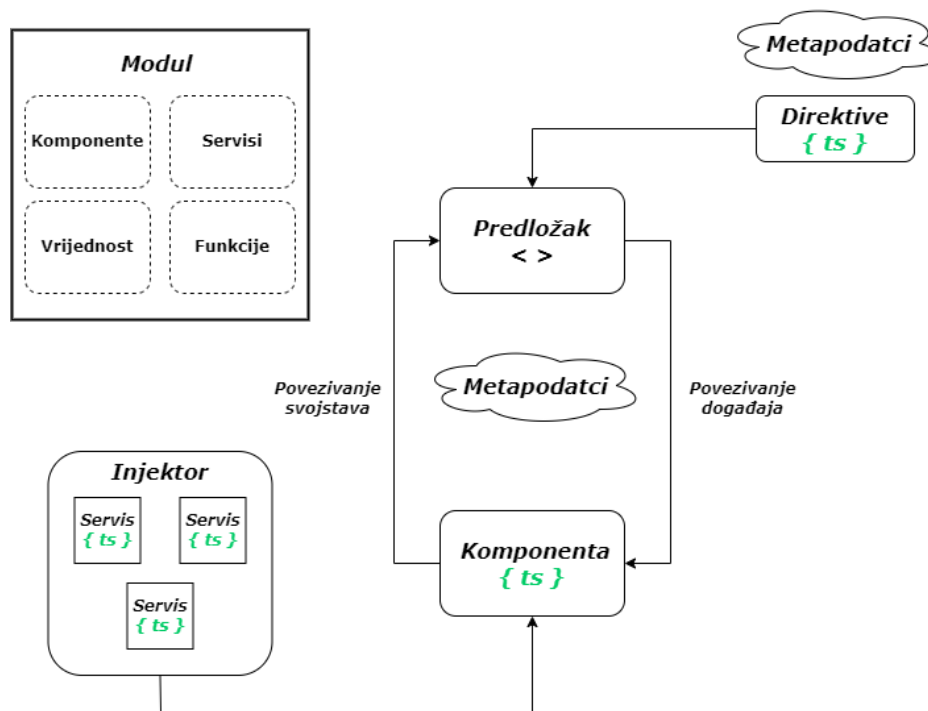 Modul
Komponente
Servisi
Vrijednost
Funkcije
Metapodatci
Direktive
{ ts }
Predložak
< >
Povezivanje
svojstava
Metapodatci
Povezivanje
događaja
Injektor
Servis
{ ts }
Servis
{ ts }
Servis
{ ts }
Komponenta
{ ts }